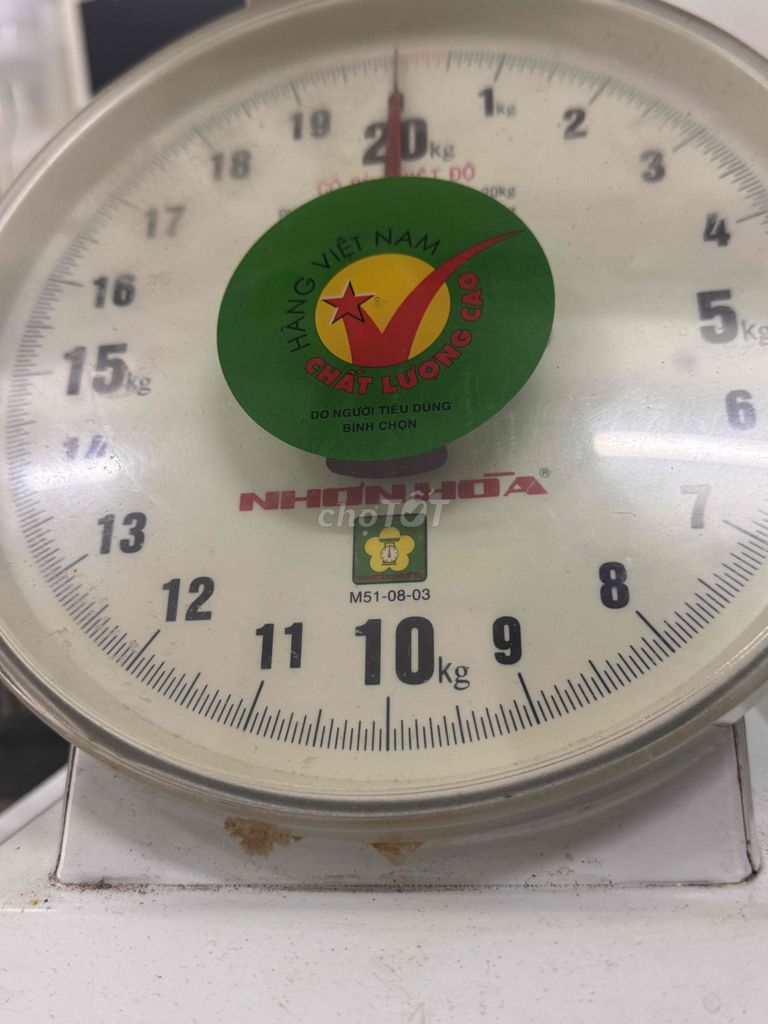 20kg
1kg
2
3
4
5kg
6
7
8
9
10kg
11
12
13
14
15kg
16
17
18
19
HÀNG VIỆT NAM
CHẤT LƯỢNG CAO
DO NGƯỜI TIÊU DÙNG
BÌNH CHỌN
NHƠN HÒA®
chợTỐT
M51-08-03